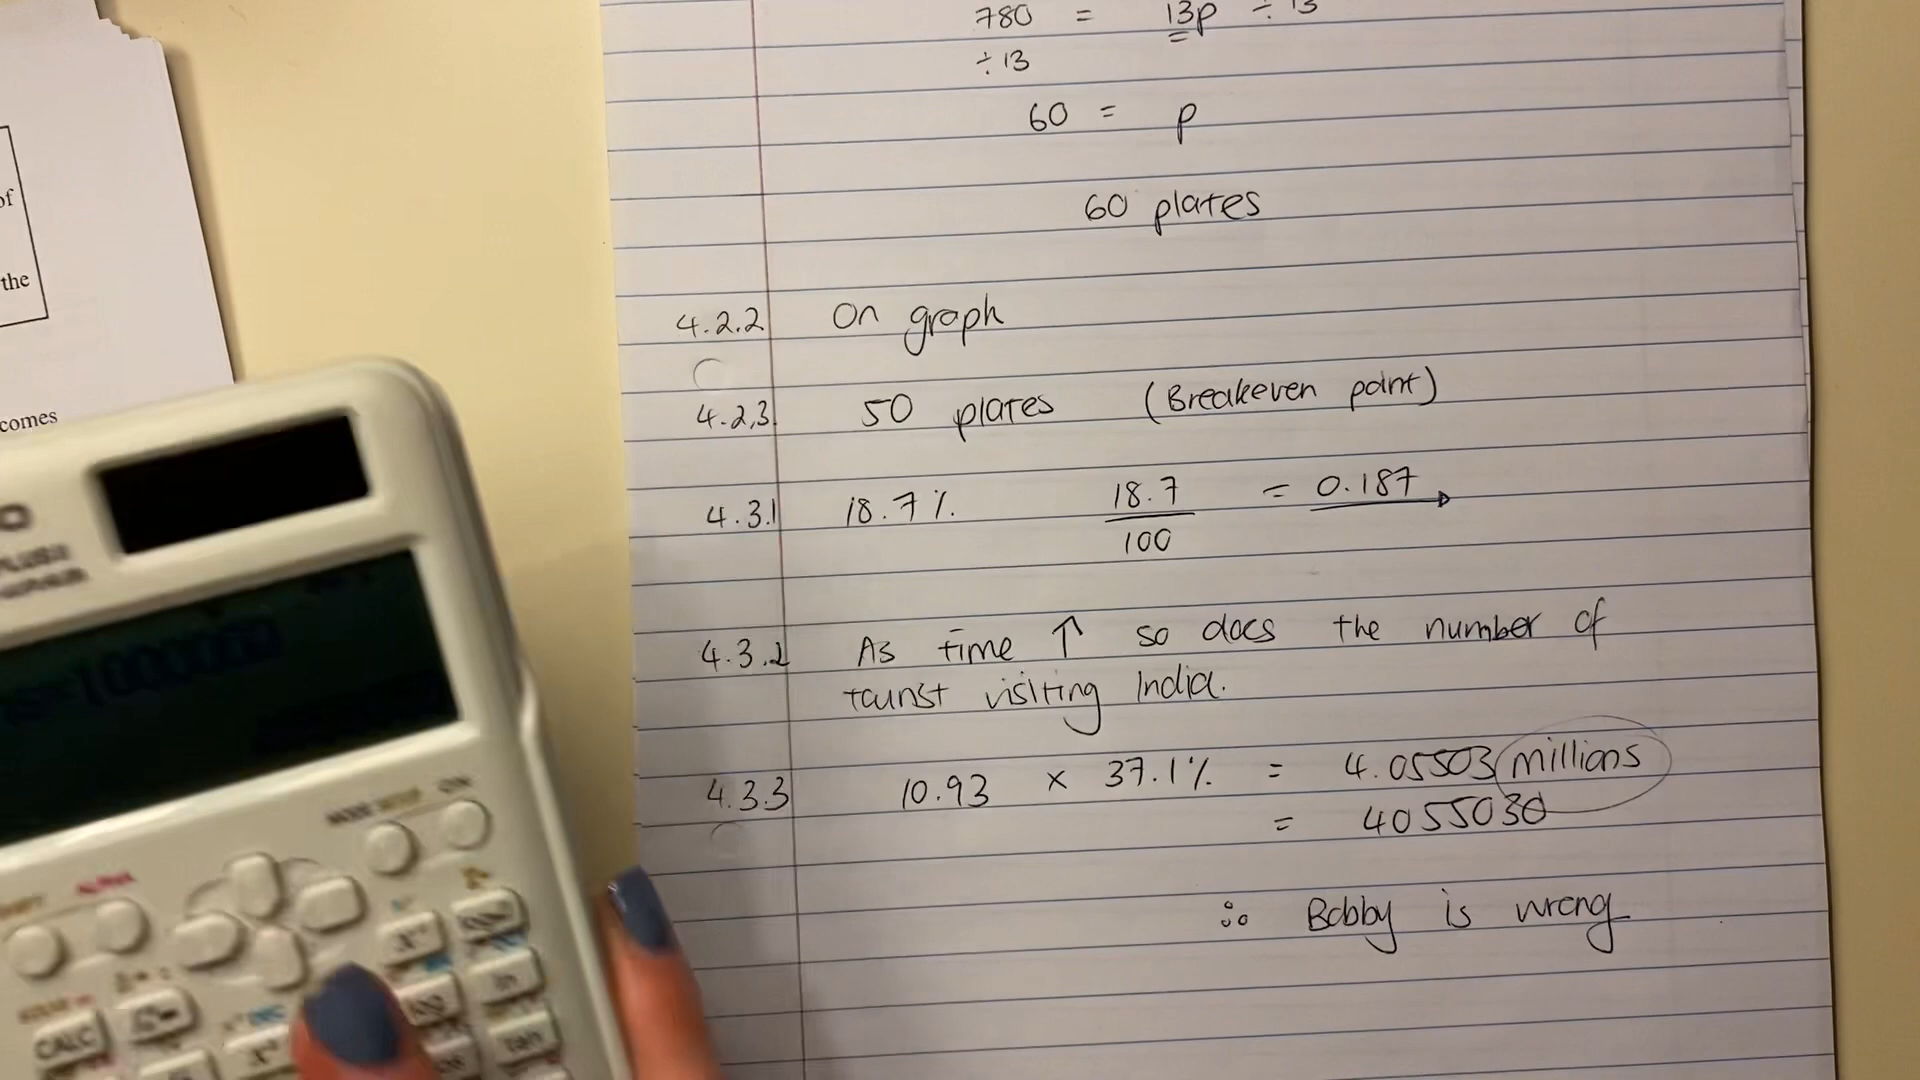 780 = 13p ÷ 13
÷ 13
60 = p
60 plates
of
the
comes
4.2.2 On graph
4.2.3 50 plates (Breakeven point)
4.3.1 18.7% 18.7 = 0.187
100
4.3.2 As time ↑ so does the number of
tourist visiting India.
4.3.3 10.93 × 37.1% = 4.05503 millions
= 4055030
∴ Bobby is wrong
ON
ALPHA
CALC